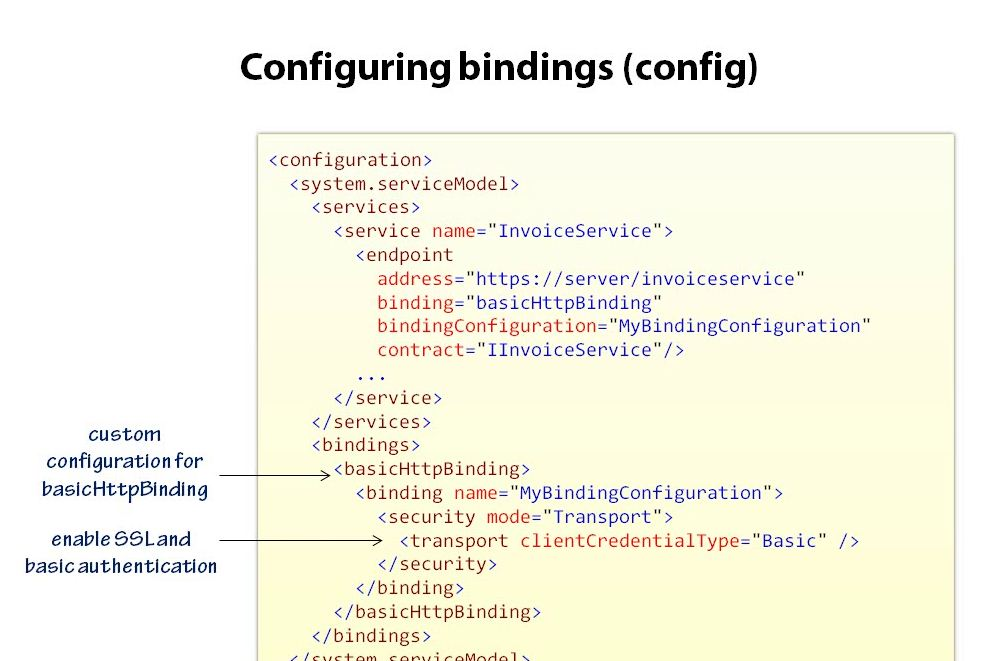 Configuring bindings (config)
<configuration>
  <system.serviceModel>
    <services>
      <service name="InvoiceService">
        <endpoint
          address="https://server/invoiceservice"
          binding="basicHttpBinding"
          bindingConfiguration="MyBindingConfiguration"
          contract="IInvoiceService"/>
        ...
      </service>
    </services>
    <bindings>
      <basicHttpBinding>
        <binding name="MyBindingConfiguration">
          <security mode="Transport">
            <transport clientCredentialType="Basic" />
          </security>
        </binding>
      </basicHttpBinding>
    </bindings>
  </system.serviceModel>
custom
configuration for
basicHttpBinding
enable SSL and
basic authentication